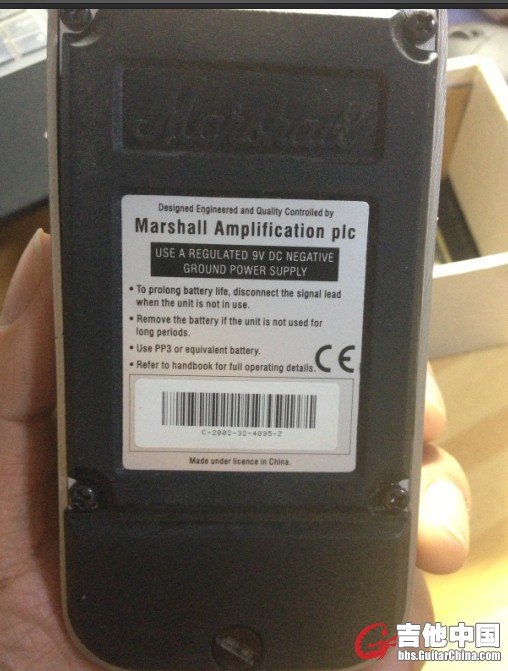 Marshall
Designed Engineered and Quality Controlled by
Marshall Amplification plc
USE A REGULATED 9V DC NEGATIVE
GROUND POWER SUPPLY
• To prolong battery life, disconnect the signal lead
when the unit is not in use.
• Remove the battery if the unit is not used for
long periods.
• Use PP3 or equivalent battery.
• Refer to handbook for full operating details.
CE
C-2002-32-4095-Z
Made under licence in China.
吉他中国
bbs.GuitarChina.com